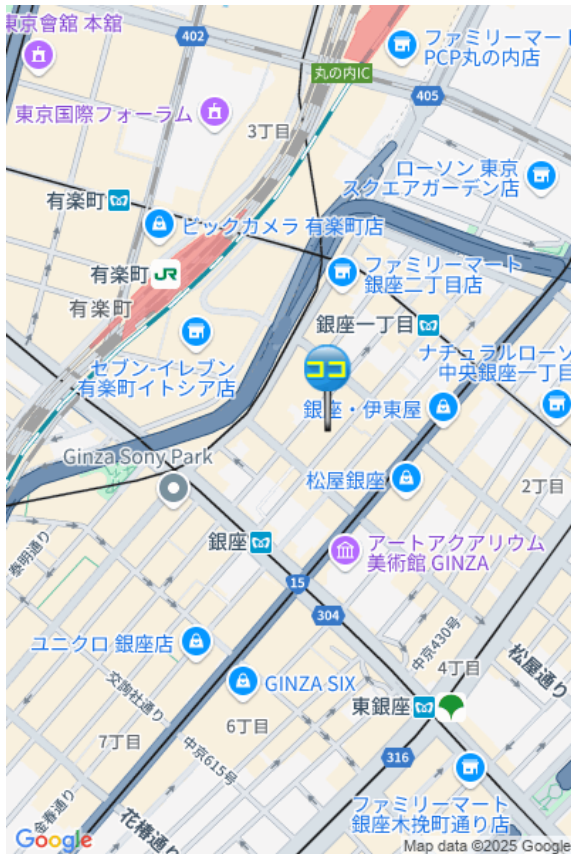 東京會舘 本舘
402
ファミリーマート
PCP丸の内店
丸の内IC
405
東京国際フォーラム
3丁目
ローソン 東京
スクエアガーデン店
有楽町
ビックカメラ 有楽町店
有楽町
JR
有楽町
ファミリーマート
銀座二丁目店
銀座一丁目
セブン-イレブン
有楽町イトシア店
ナチュラルローソ
中央銀座一丁目
ココ
銀座・伊東屋
Ginza Sony Park
松屋銀座
2丁目
銀座
アートアクアリウム
美術館 GINZA
泰明通り
15
304
中京430号
ユニクロ 銀座店
4丁目
松屋通り
GINZA SIX
交詢社通り
東銀座
6丁目
7丁目
316
中京615号
金春通り
花椿通り
ファミリーマート
銀座木挽町通り店
Google
Map data ©2025 Google